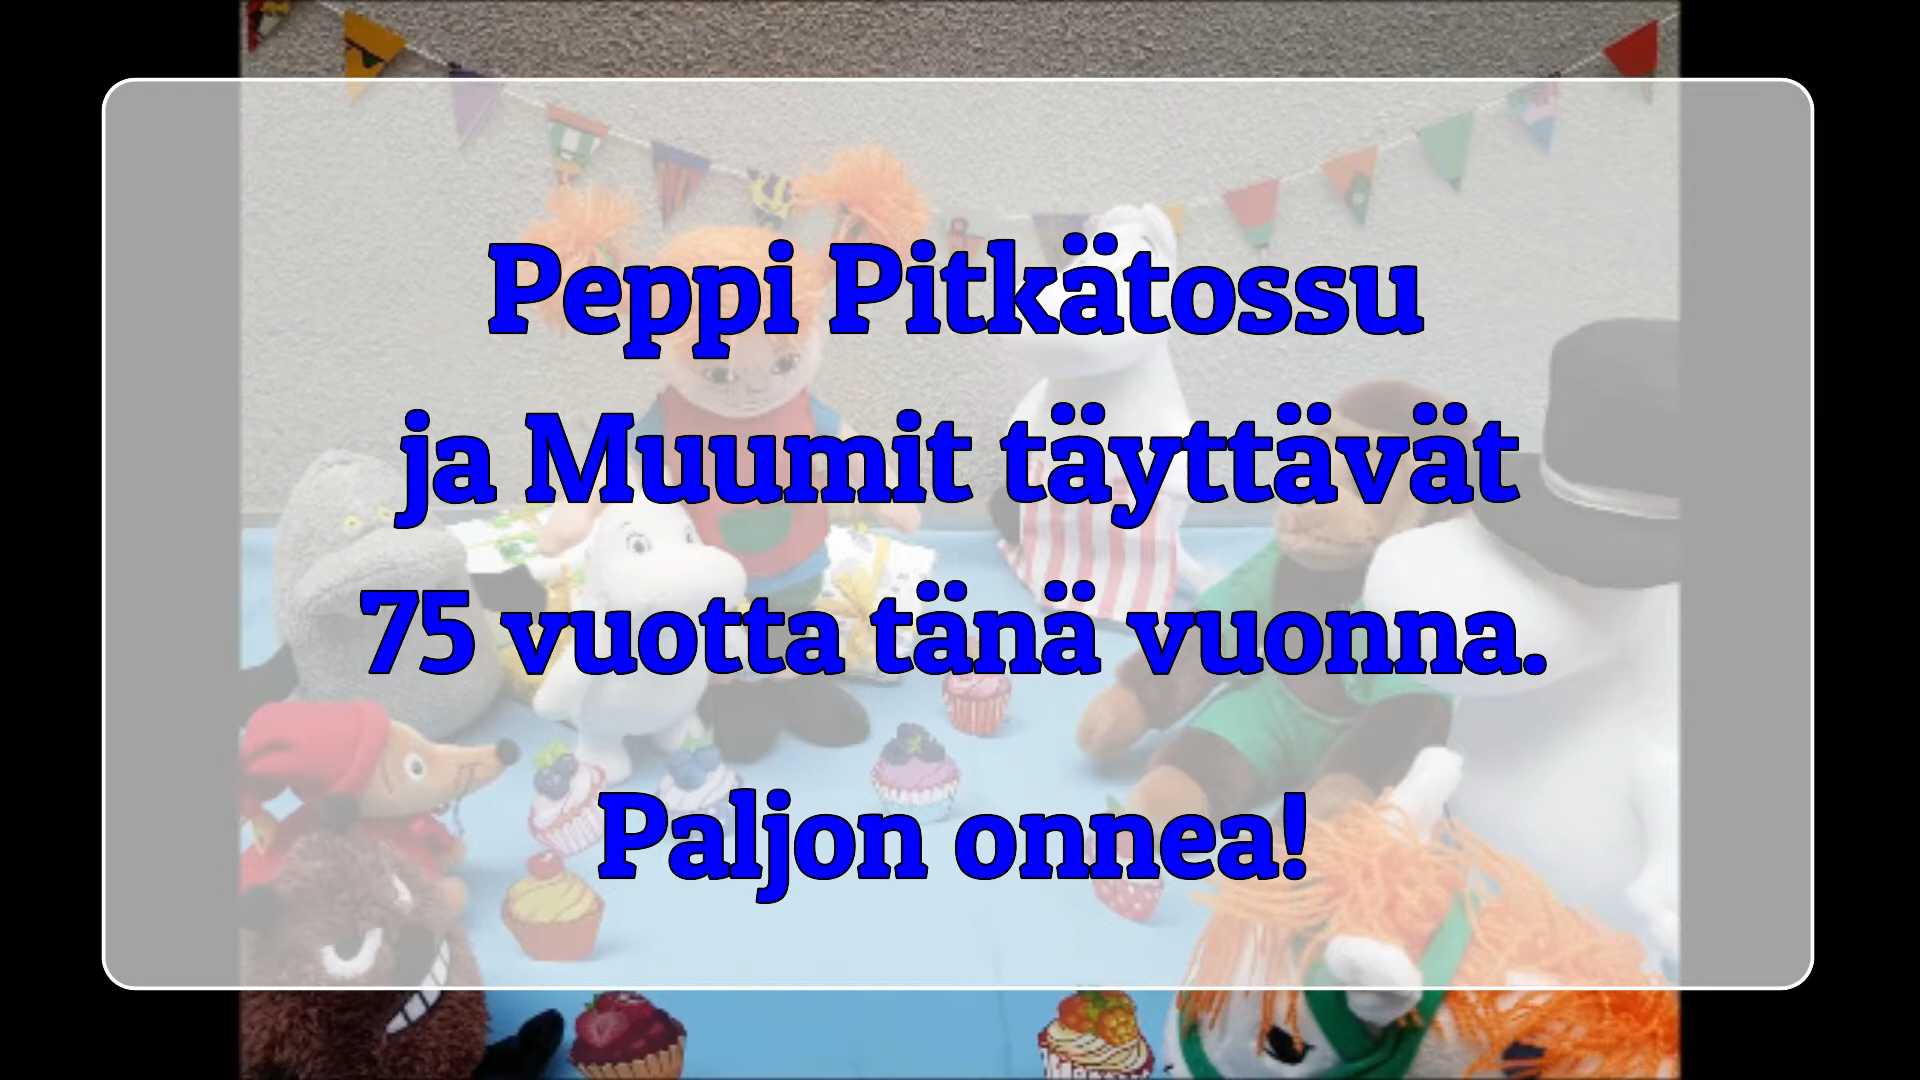 Peppi Pitkätossu
ja Muumit täyttävät
75 vuotta tänä vuonna.
Paljon onnea!